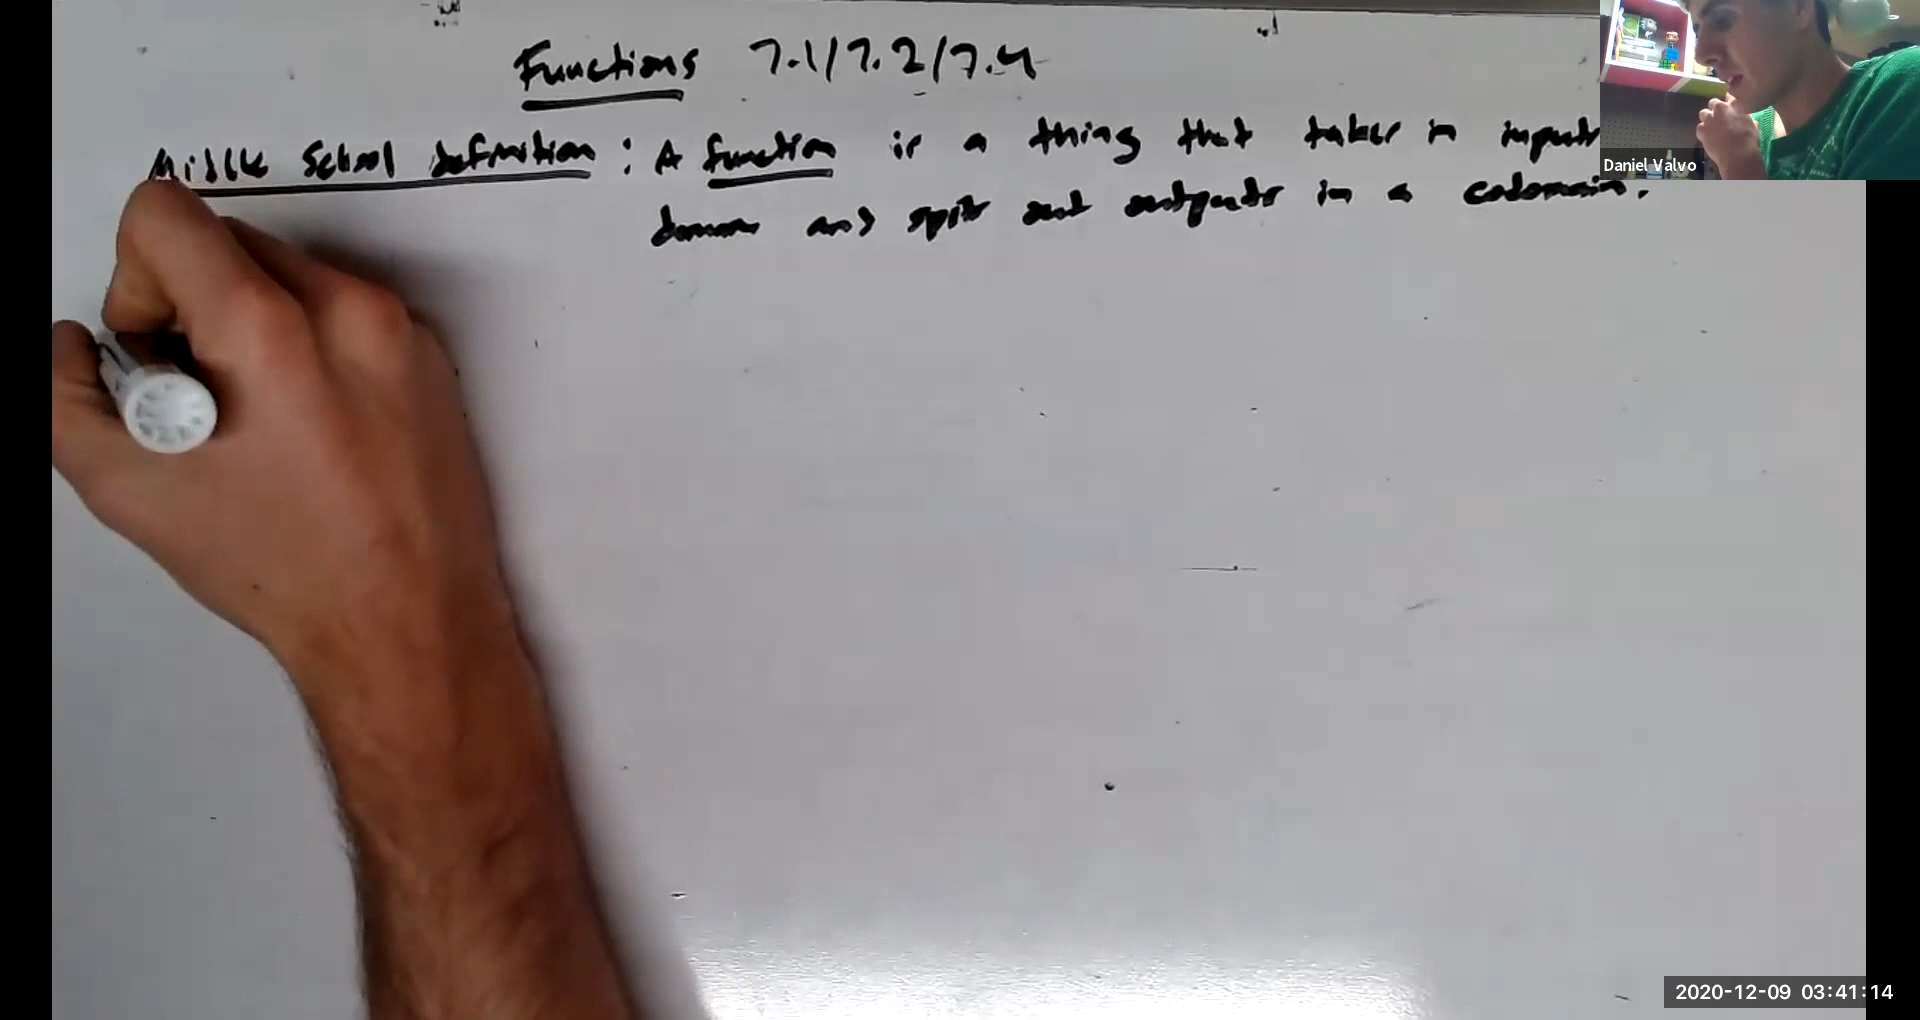 Functions 7.1/7.2/7.4
Middle School definition: A function is a thing that takes in inputs
domain and spits out outputs in a codomain.
Daniel Valvo
2020-12-09 03:41:14